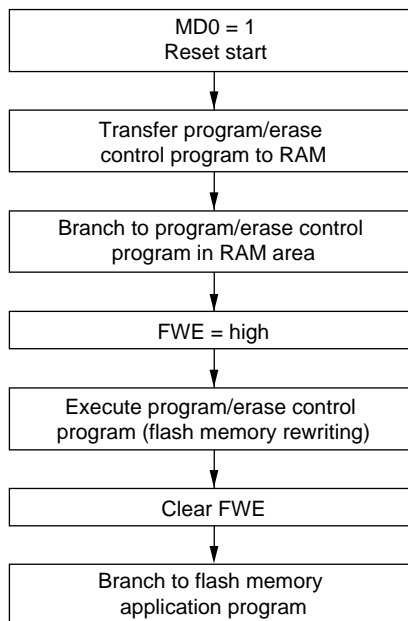 MD0 = 1
Reset start
Transfer program/erase
control program to RAM
Branch to program/erase control
program in RAM area
FWE = high
Execute program/erase control
program (flash memory rewriting)
Clear FWE
Branch to flash memory
application program